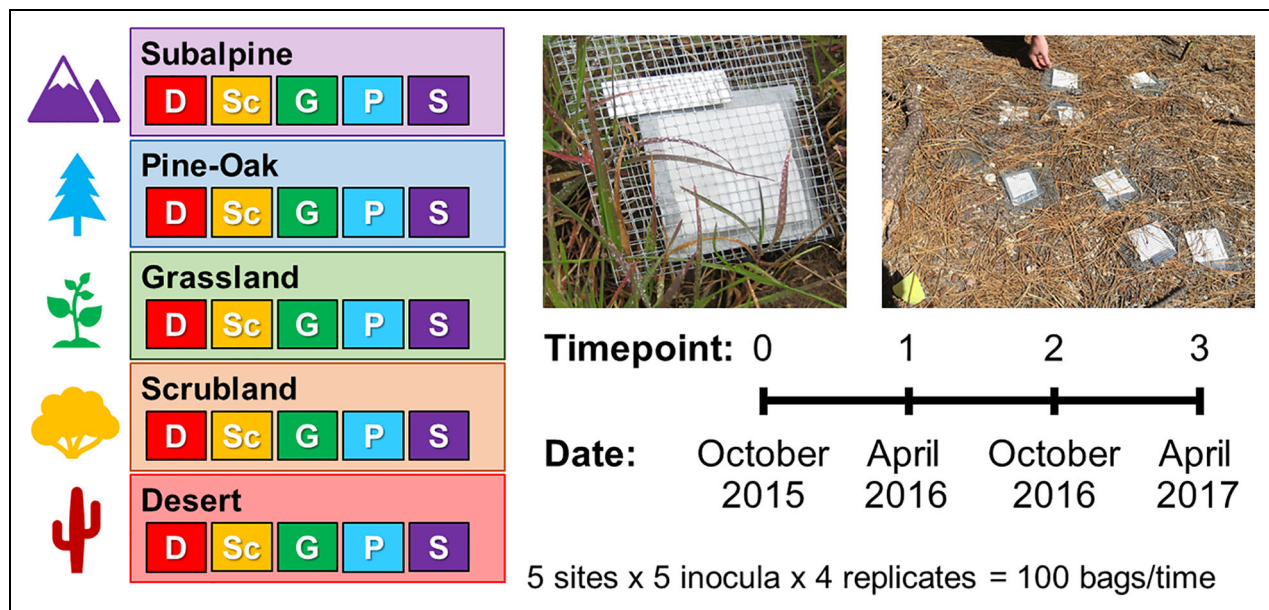 Subalpine
D Sc G P S
Pine-Oak
D Sc G P S
Grassland
D Sc G P S
Scrubland
D Sc G P S
Desert
D Sc G P S
Timepoint: 0 1 2 3
Date: October April October April
2015 2016 2016 2017
5 sites x 5 inocula x 4 replicates = 100 bags/time